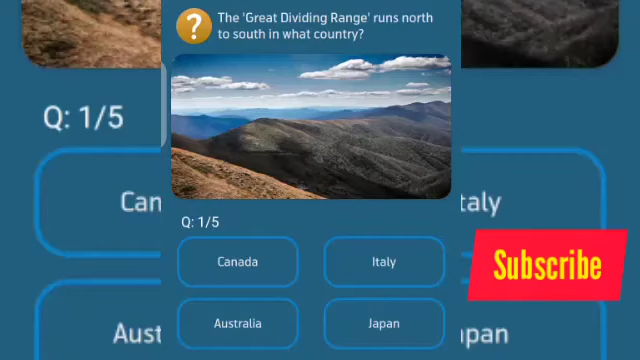 The 'Great Dividing Range' runs north
to south in what country?
Q: 1/5
Q: 1/5
Canada
Italy
Australia
Japan
Subscribe